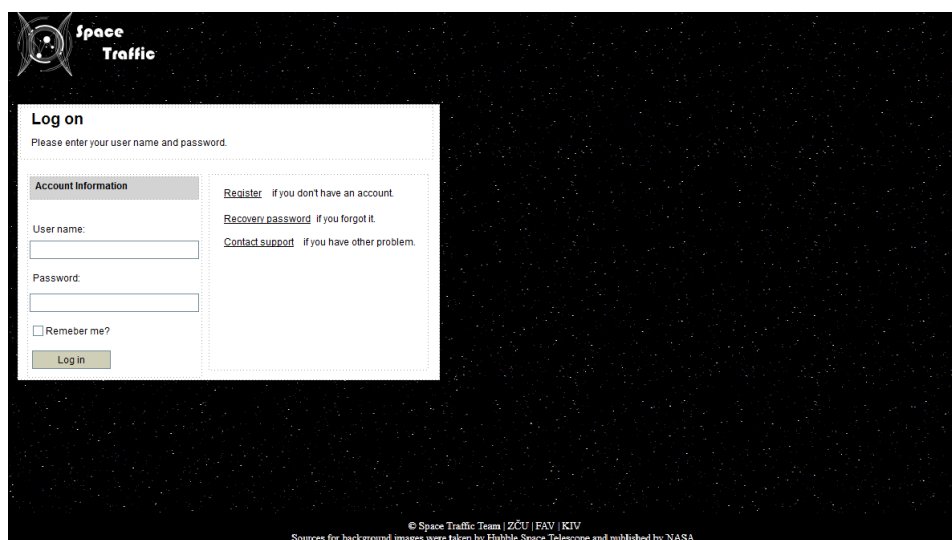 Space
Traffic
Log on
Please enter your user name and password.
Account Information
Register if you don't have an account.
Recovery password if you forgot it.
Contact support if you have other problem.
User name:
Password:
Remeber me?
Log in
© Space Traffic Team | ZČU | FAV | KIV
Sources for background images were taken by Hubble Space Telescope and published by NASA